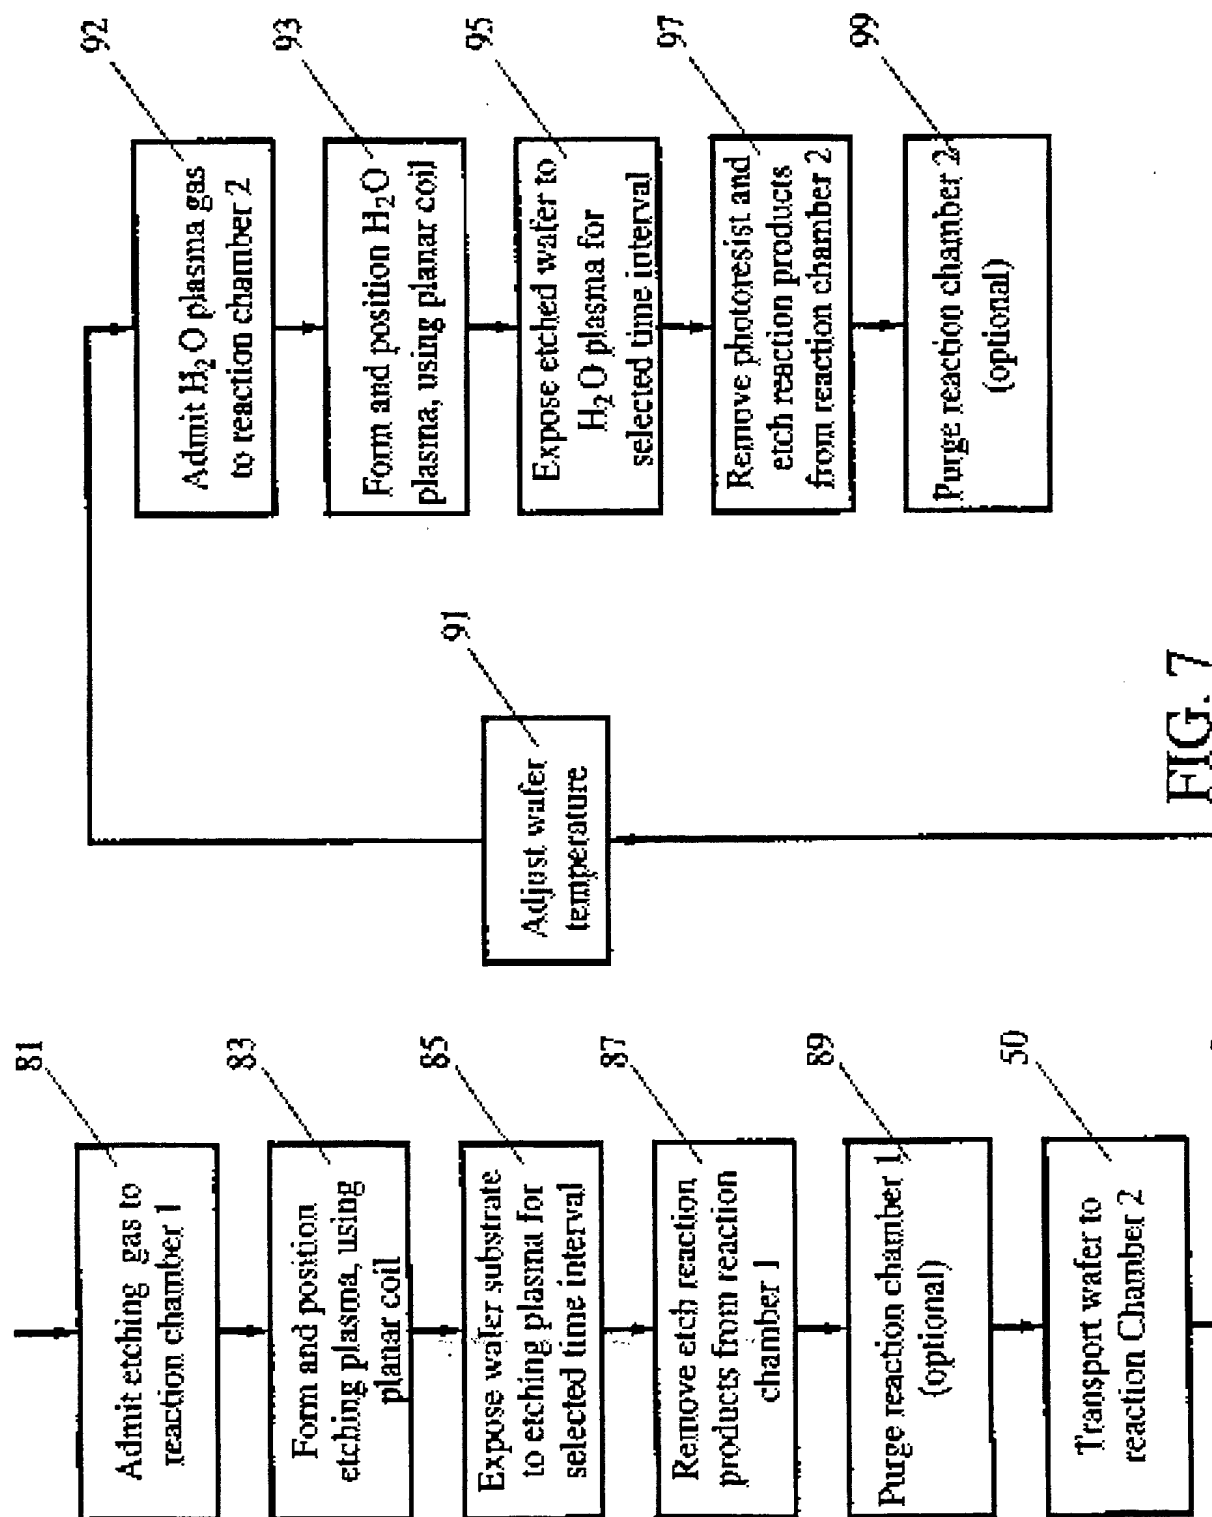 81
Admit etching gas to
reaction chamber 1
83
Form and position
etching plasma, using
planar coil
85
Expose wafer substrate
to etching plasma for
selected time interval
87
Remove etch reaction
products from reaction
chamber 1
89
Purge reaction chamber 1
(optional)
50
Transport wafer to
reaction Chamber 2
91
Adjust wafer
temperature
92
Admit H₂O plasma gas
to reaction chamber 2
93
Form and position H₂O
plasma, using planar coil
95
Expose etched wafer to
H₂O plasma for
selected time interval
97
Remove photoresist and
etch reaction products
from reaction chamber 2
99
Purge reaction chamber 2
(optional)
FIG. 7